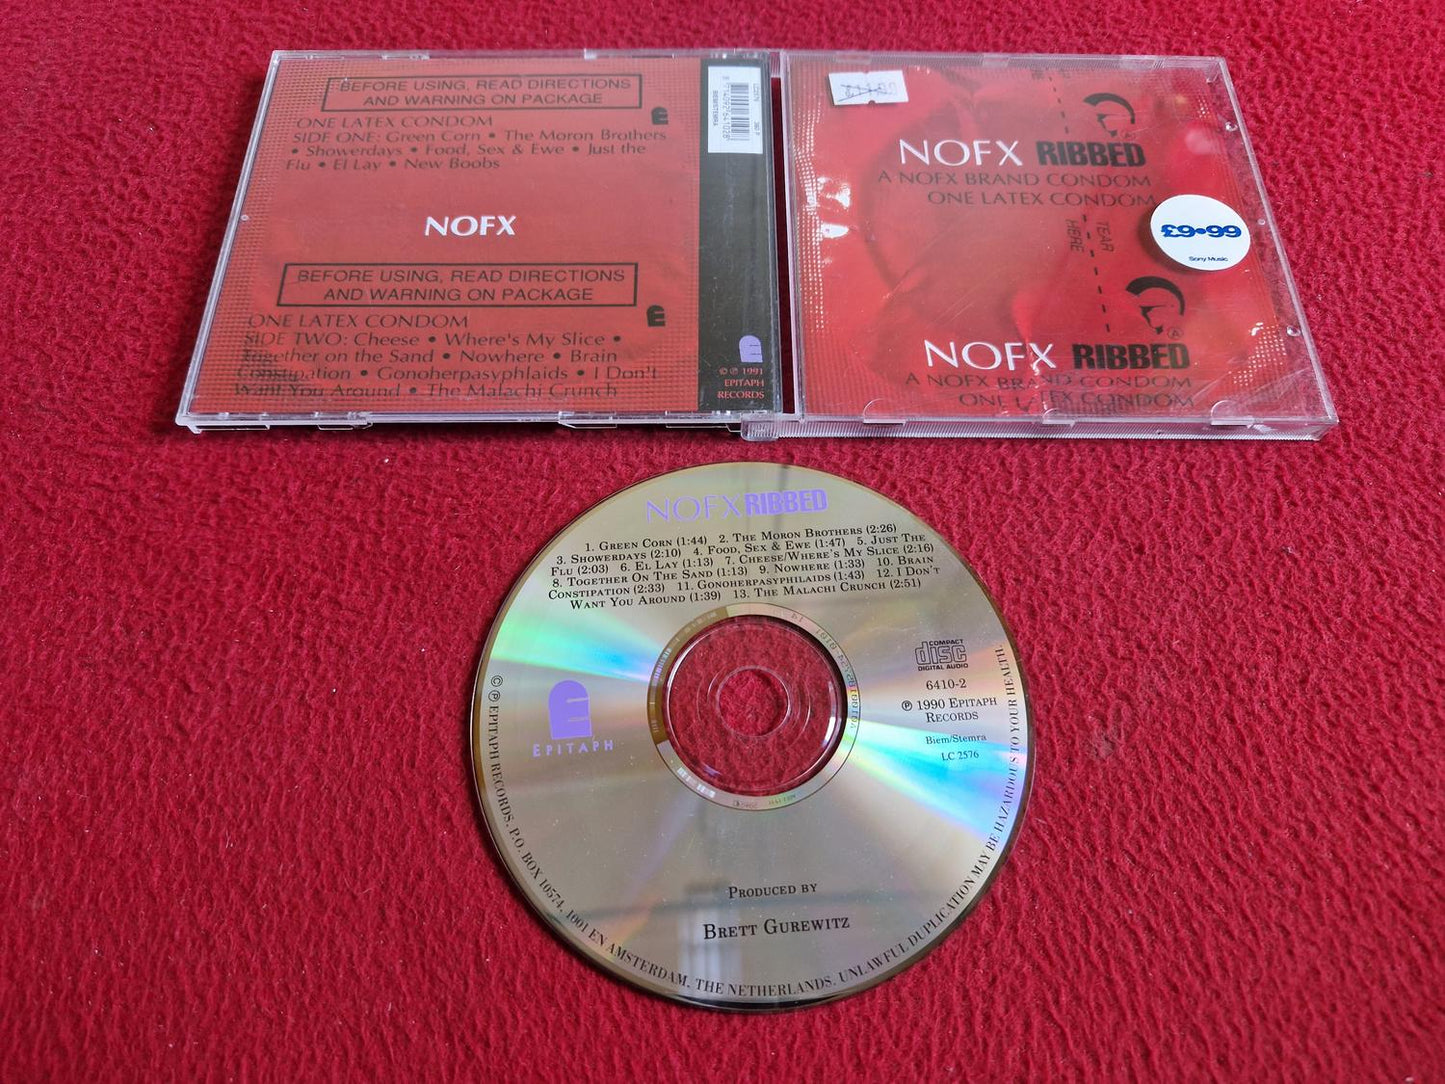 BEFORE USING, READ DIRECTIONS
AND WARNING ON PACKAGE
E
ONE LATEX CONDOM
SIDE ONE: Green Corn • The Moron Brothers
• Showerdays • Food, Sex & Ewe • Just the
Flu • El Lay • New Boobs
NOFX
BEFORE USING, READ DIRECTIONS
AND WARNING ON PACKAGE
E
ONE LATEX CONDOM
SIDE TWO: Cheese • Where's My Slice •
Together on the Sand • Nowhere • Brain
Constipation • Gonoherpasyphlaids • I Don't
Want You Around • The Malachi Crunch
E
© ℗ 1991
EPITAPH
RECORDS
NOFX RIBBED
A NOFX BRAND CONDOM
ONE LATEX CONDOM
TEAR
HERE
£9.99
Sony Music
NOFX RIBBED
A NOFX BRAND CONDOM
ONE LATEX CONDOM
NOFX RIBBED
1. GREEN CORN (1:44) 2. THE MORON BROTHERS (2:26)
3. SHOWERDAYS (2:10) 4. FOOD, SEX & EWE (1:47) 5. JUST THE
FLU (2:03) 6. EL LAY (1:13) 7. CHEESE/WHERE'S MY SLICE (2:16)
8. TOGETHER ON THE SAND (1:13) 9. NOWHERE (1:33) 10. BRAIN
CONSTIPATION (2:33) 11. GONOHERPASYPHILAIDS (1:43) 12. I DON'T
WANT YOU AROUND (1:39) 13. THE MALACHI CRUNCH (2:51)
E
EPITAPH
COMPACT
disc
DIGITAL AUDIO
6410-2
℗ 1990 EPITAPH
RECORDS
Biem/Stemra
LC 2576
PRODUCED BY
BRETT GUREWITZ
© ℗ EPITAPH RECORDS, P.O. BOX 10574, 1001 EN AMSTERDAM, THE NETHERLANDS. UNLAWFUL DUPLICATION MAY BE HAZARDOUS TO YOUR HEALTH.